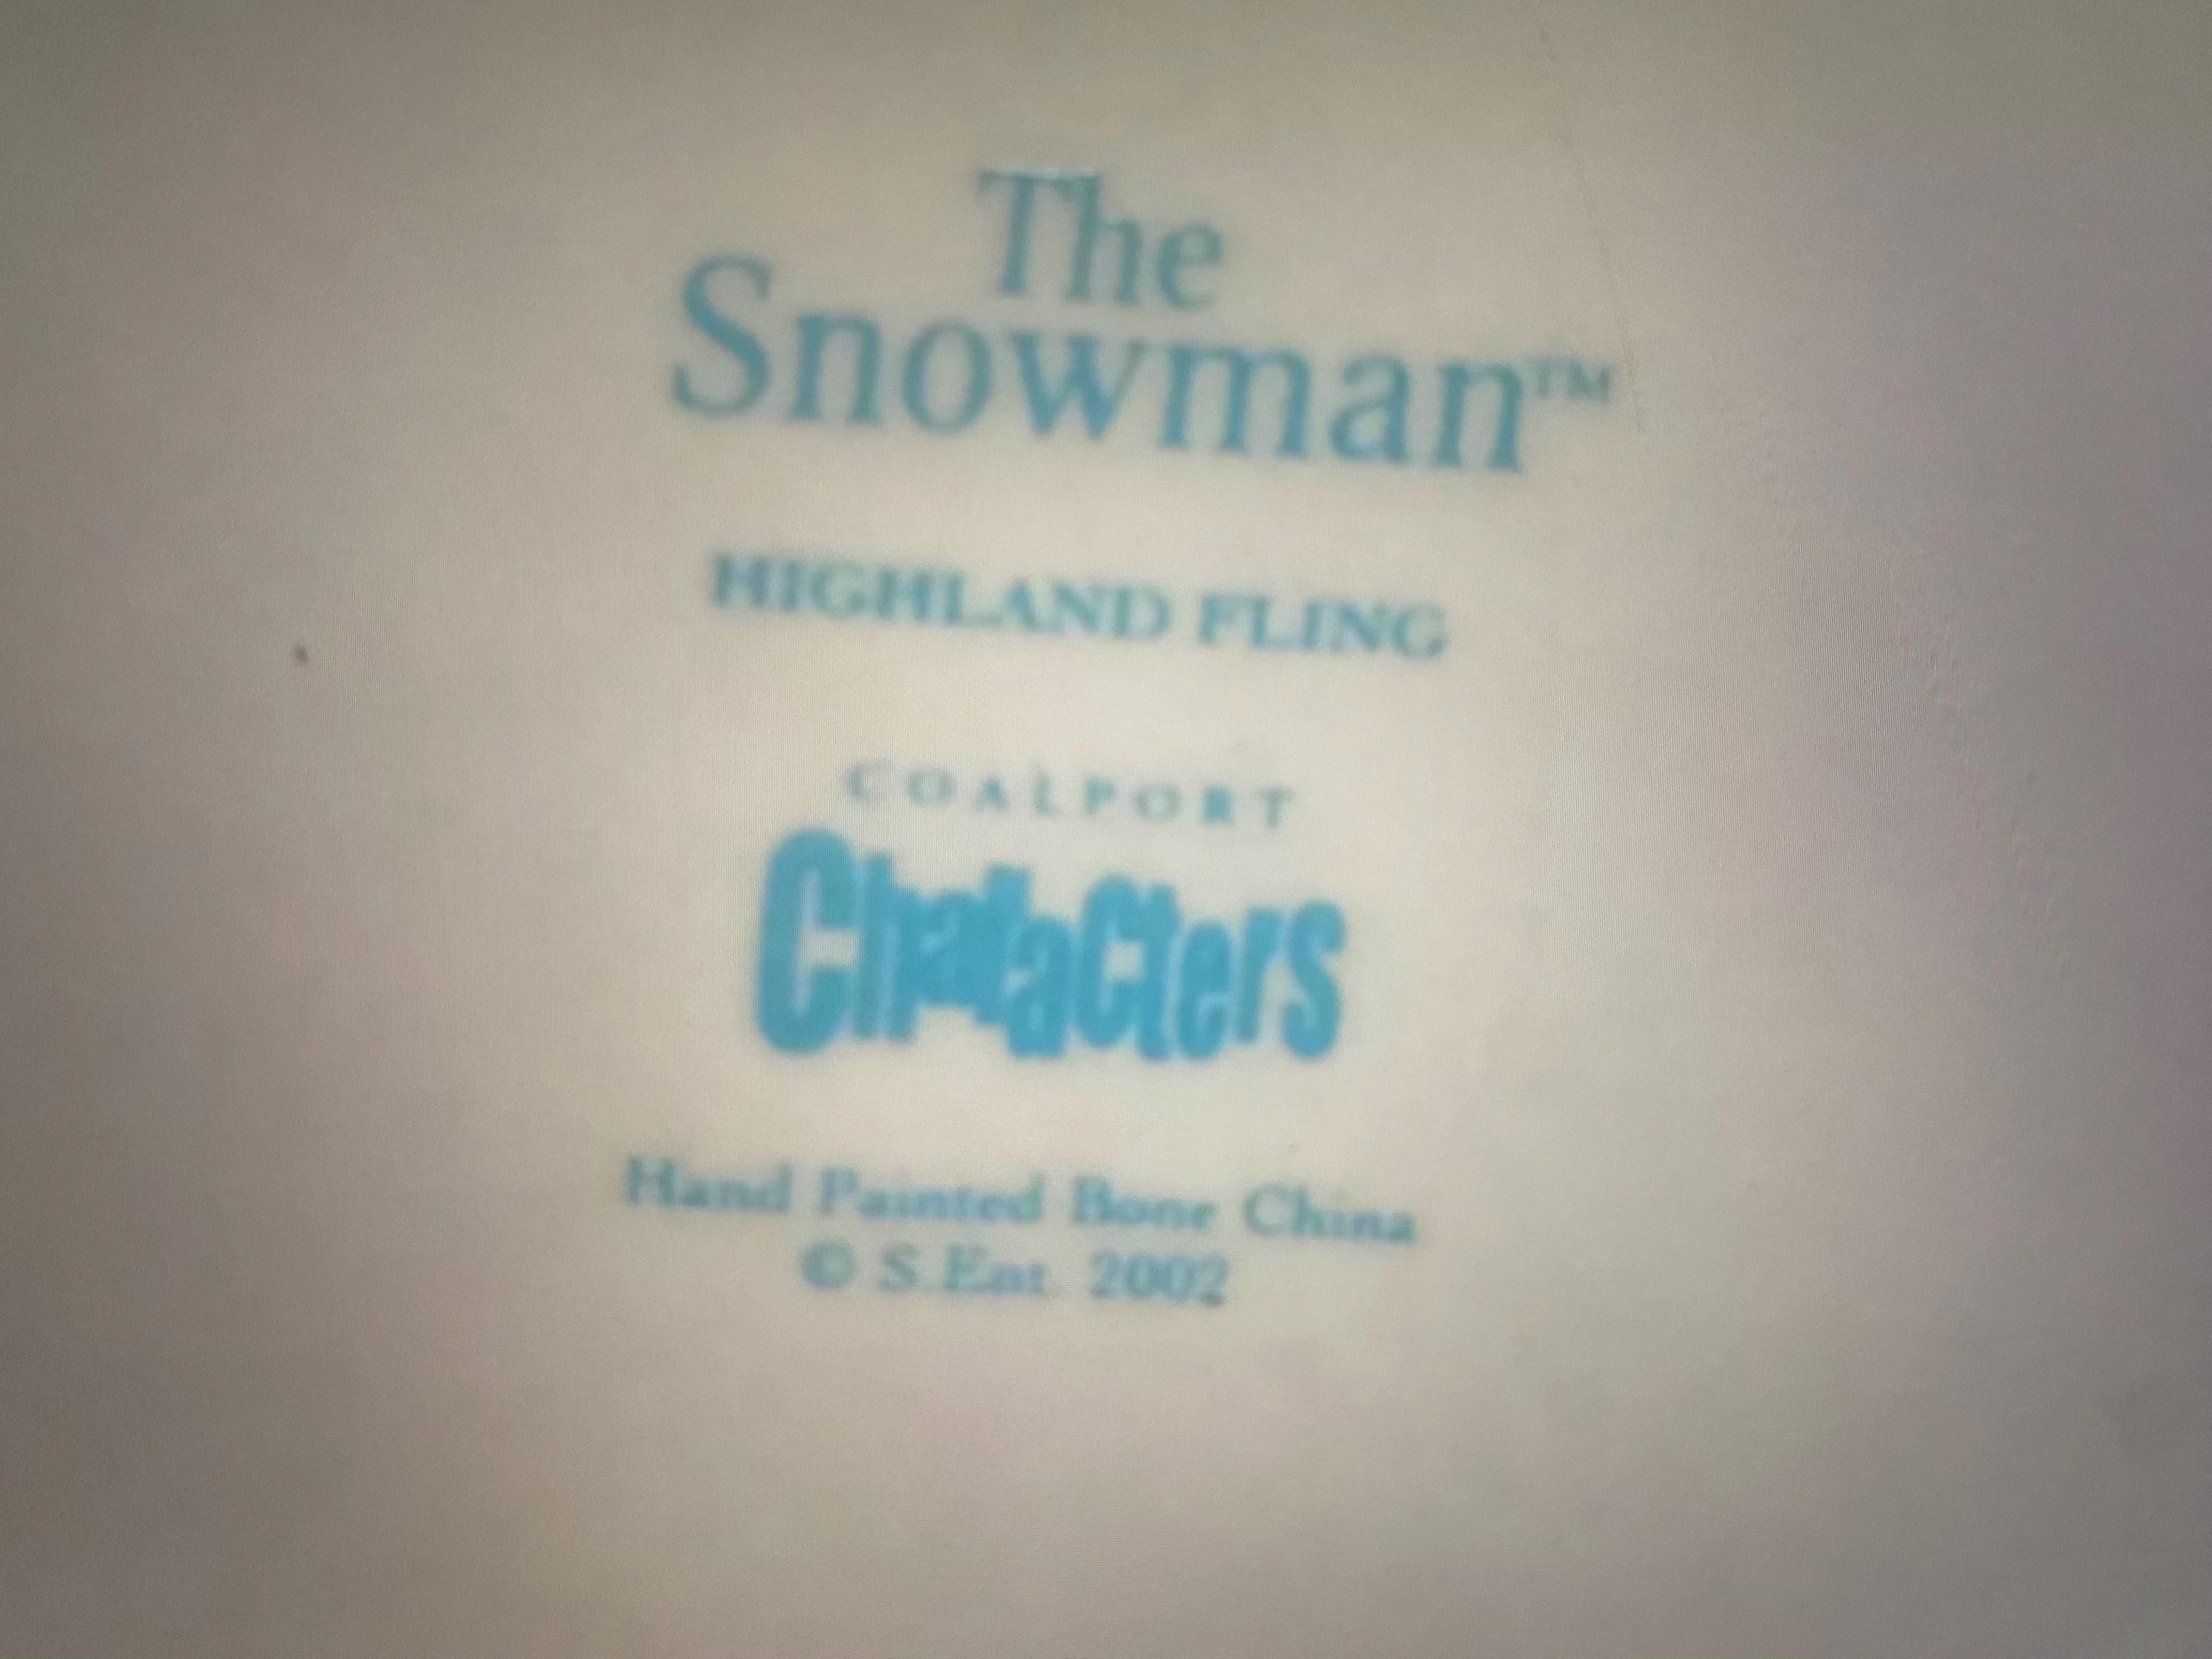 The
Snowman™
HIGHLAND FLING
COALPORT
Characters
Hand Painted Bone China
© S.Ent. 2002